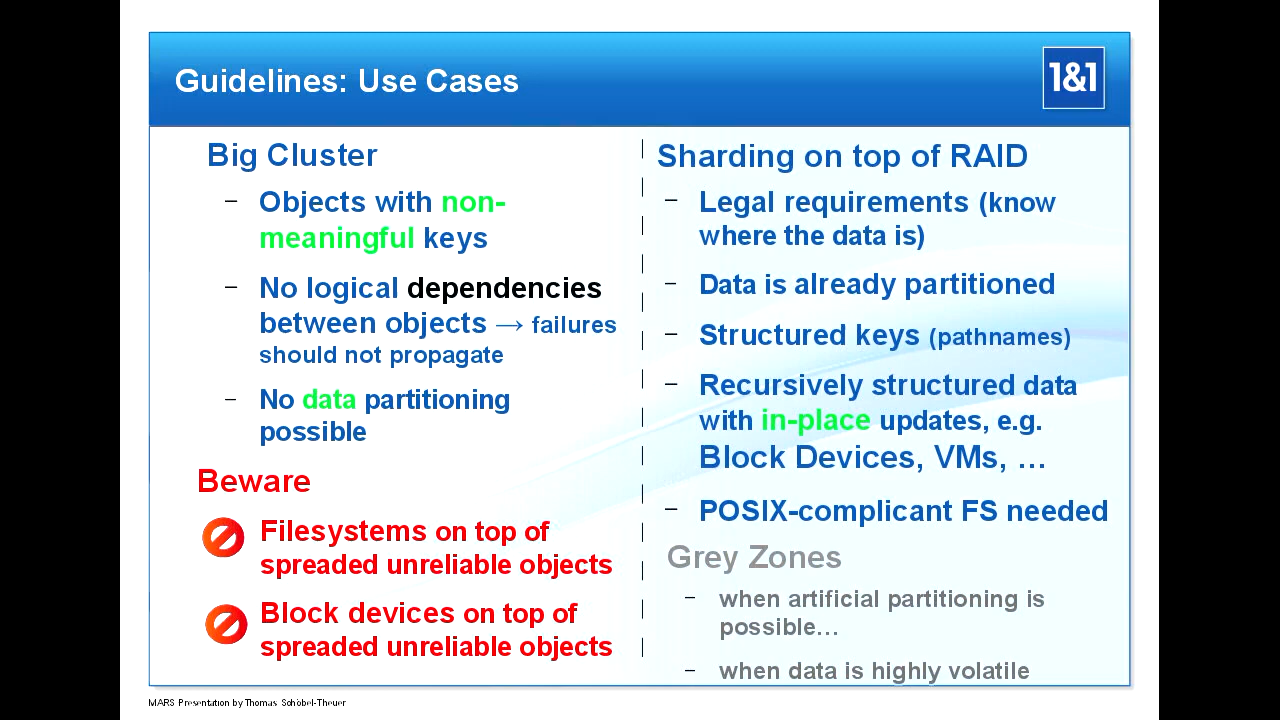 Guidelines: Use Cases
1&1
Big Cluster
– Objects with non-
meaningful keys
– No logical dependencies
between objects → failures
should not propagate
– No data partitioning
possible
Beware
Filesystems on top of
spreaded unreliable objects
Block devices on top of
spreaded unreliable objects
Sharding on top of RAID
– Legal requirements (know
where the data is)
– Data is already partitioned
– Structured keys (pathnames)
– Recursively structured data
with in-place updates, e.g.
Block Devices, VMs, …
– POSIX-complicant FS needed
Grey Zones
– when artificial partitioning is
possible…
– when data is highly volatile
MARS Presentation by Thomas Schöbel-Theuer